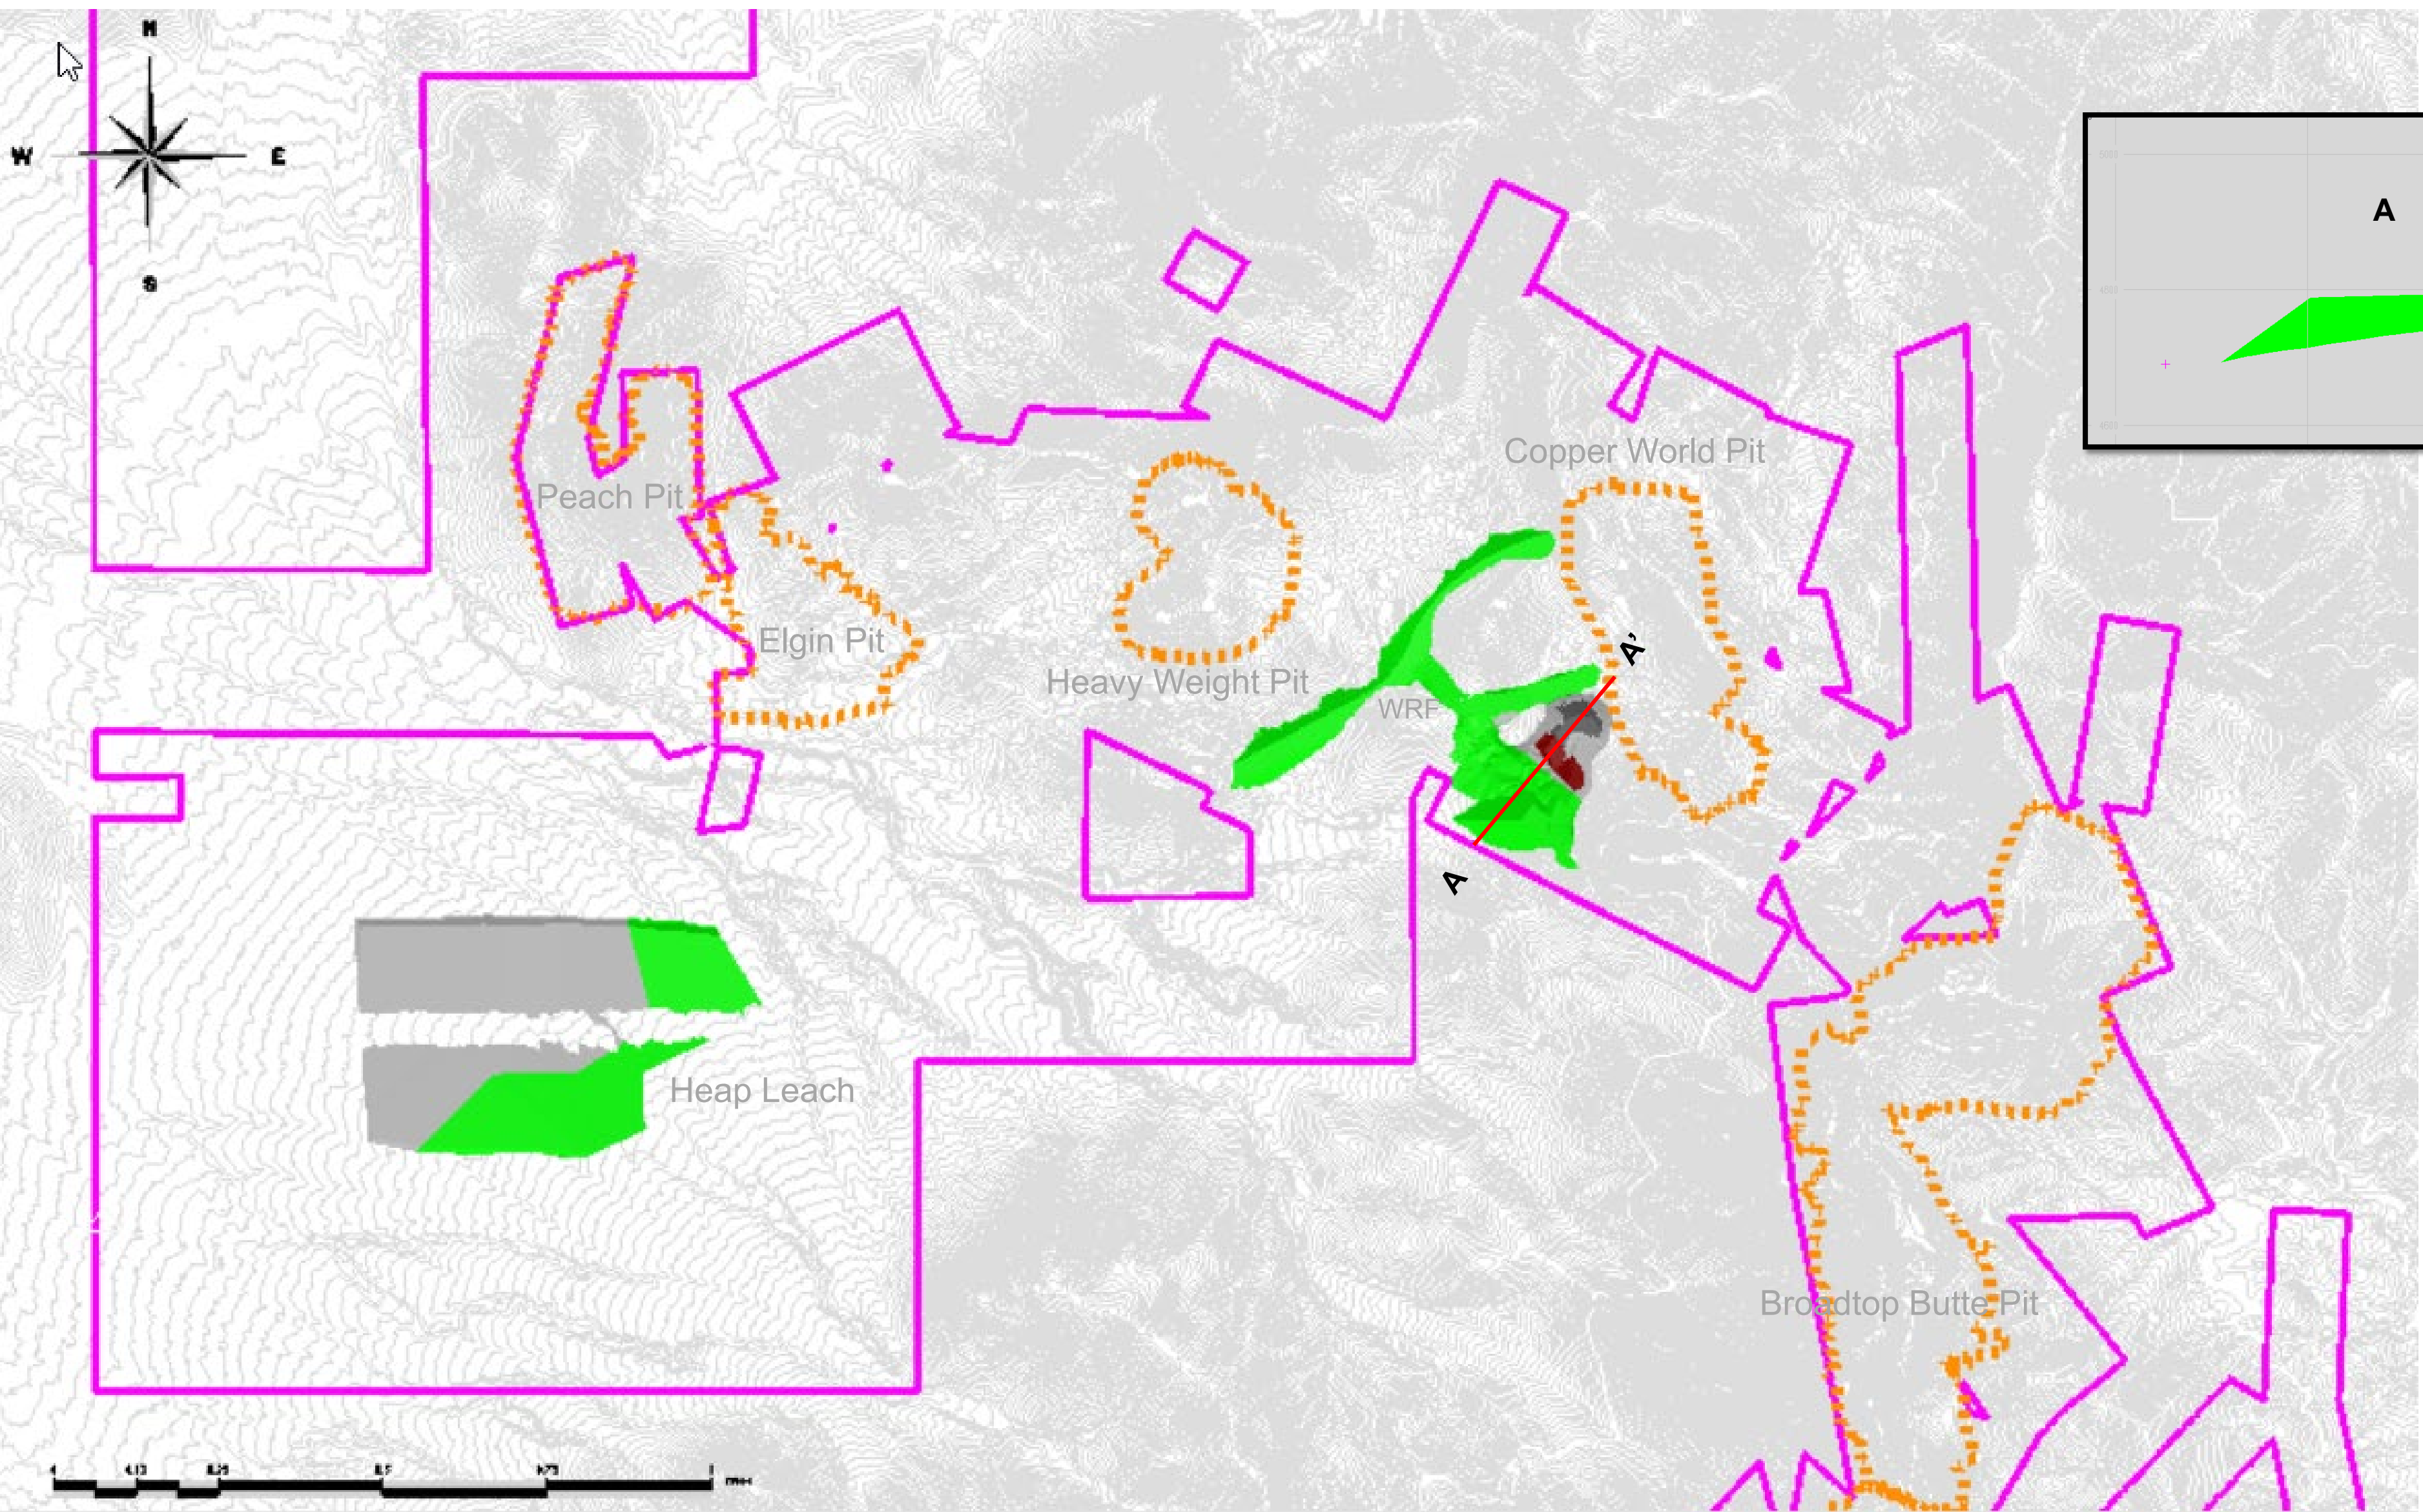 N
W
E
S
A
Copper World Pit
Peach Pit
Elgin Pit
A'
Heavy Weight Pit
WRF
A
Heap Leach
Broadtop Butte Pit